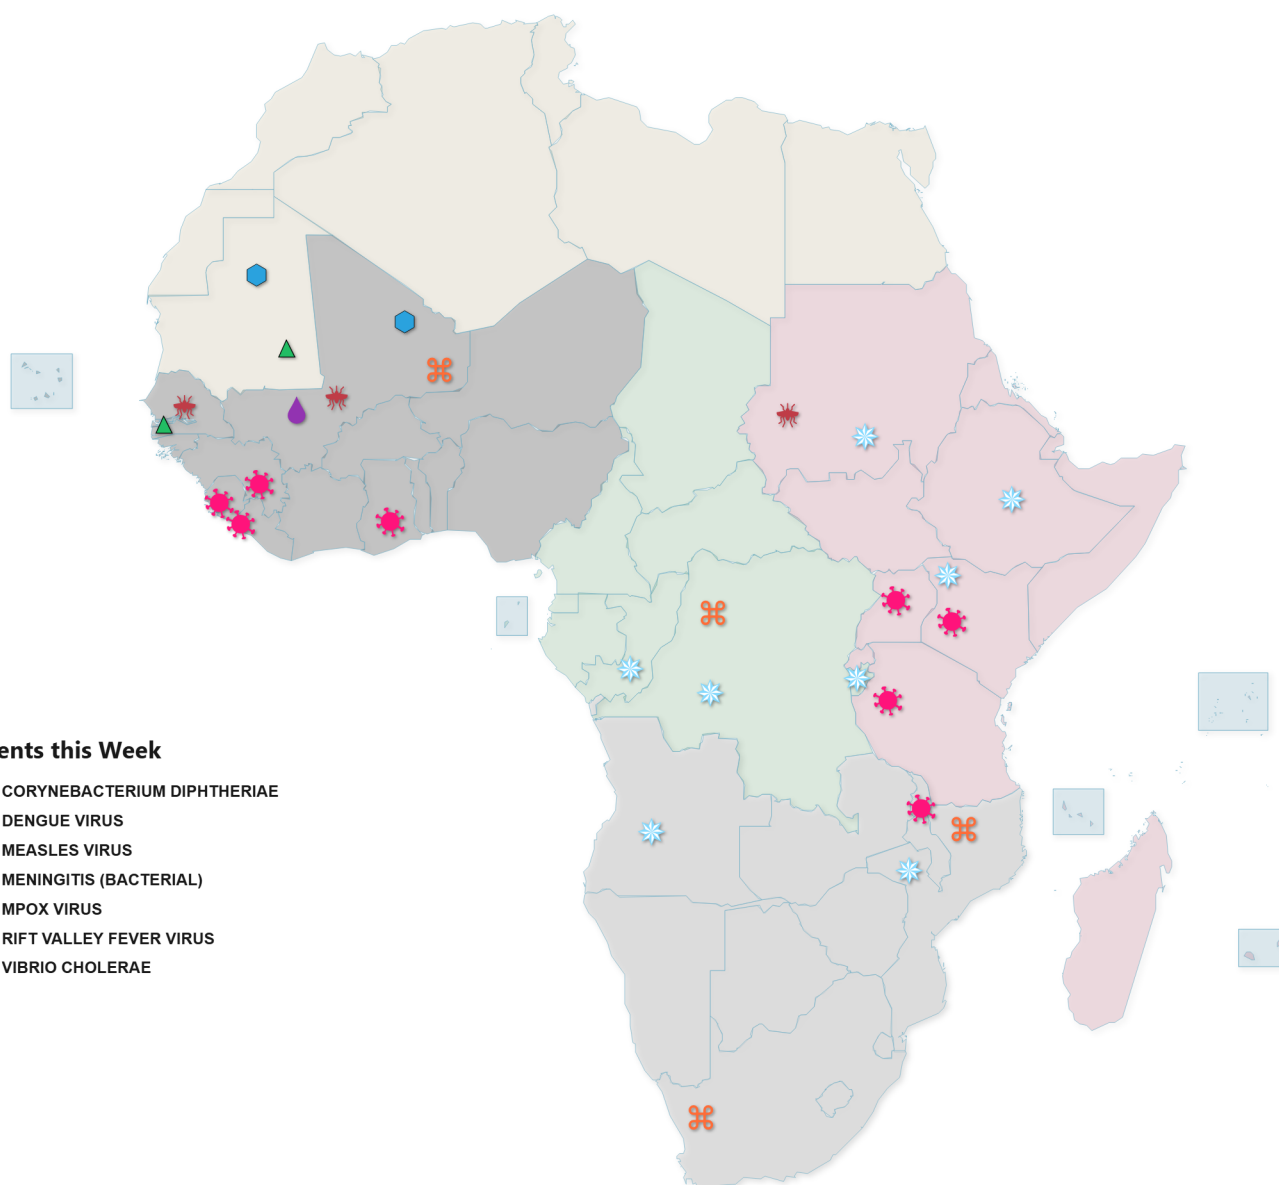 ents this Week
CORYNEBACTERIUM DIPHTHERIAE
DENGUE VIRUS
MEASLES VIRUS
MENINGITIS (BACTERIAL)
MPOX VIRUS
RIFT VALLEY FEVER VIRUS
VIBRIO CHOLERAE